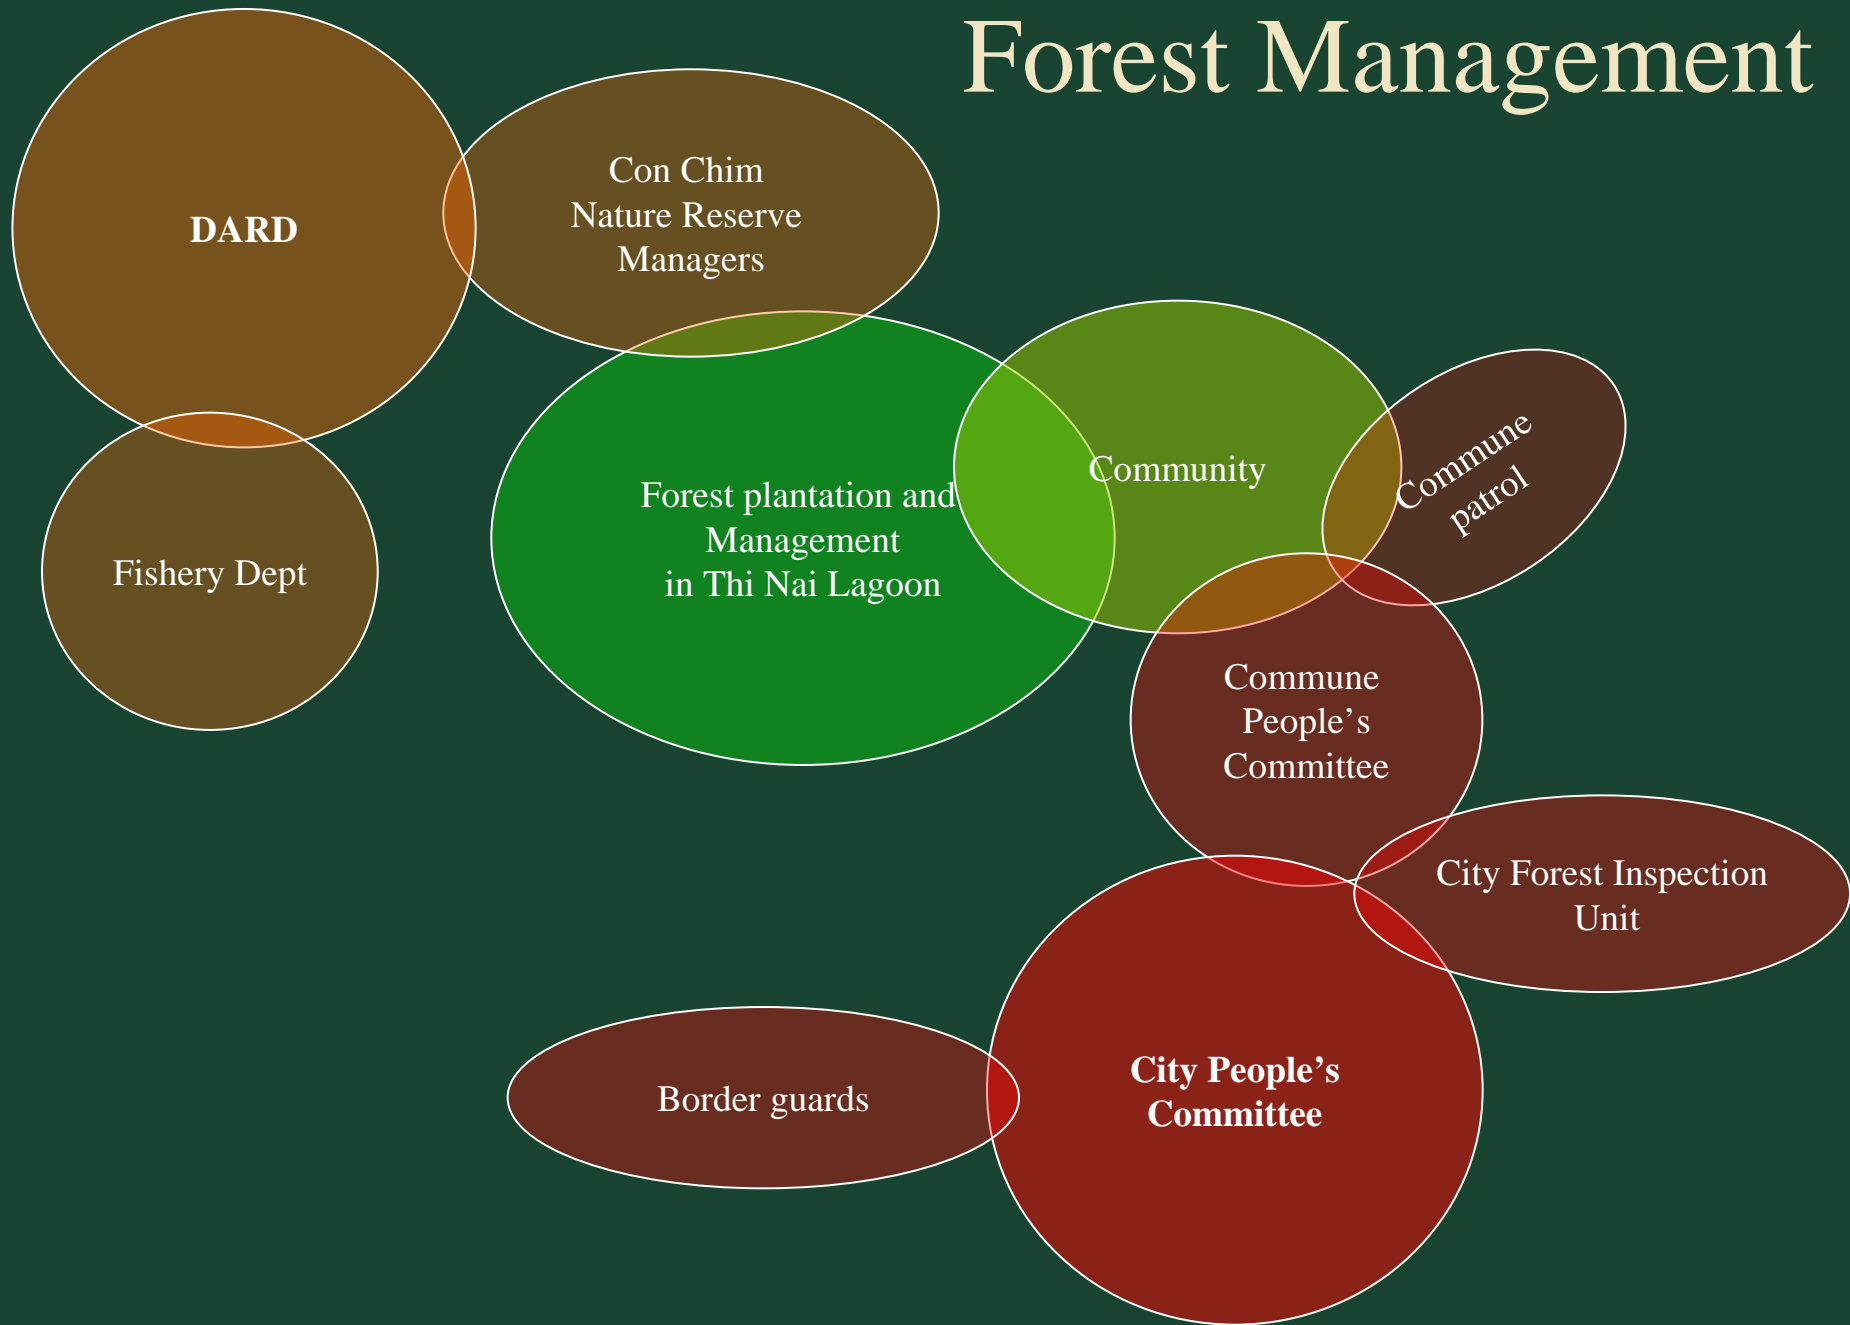 Forest Management
DARD
Con Chim
Nature Reserve
Managers
Community
Commune
patrol
Forest plantation and
Management
in Thi Nai Lagoon
Fishery Dept
Commune
People’s
Committee
City Forest Inspection
Unit
Border guards
City People’s
Committee